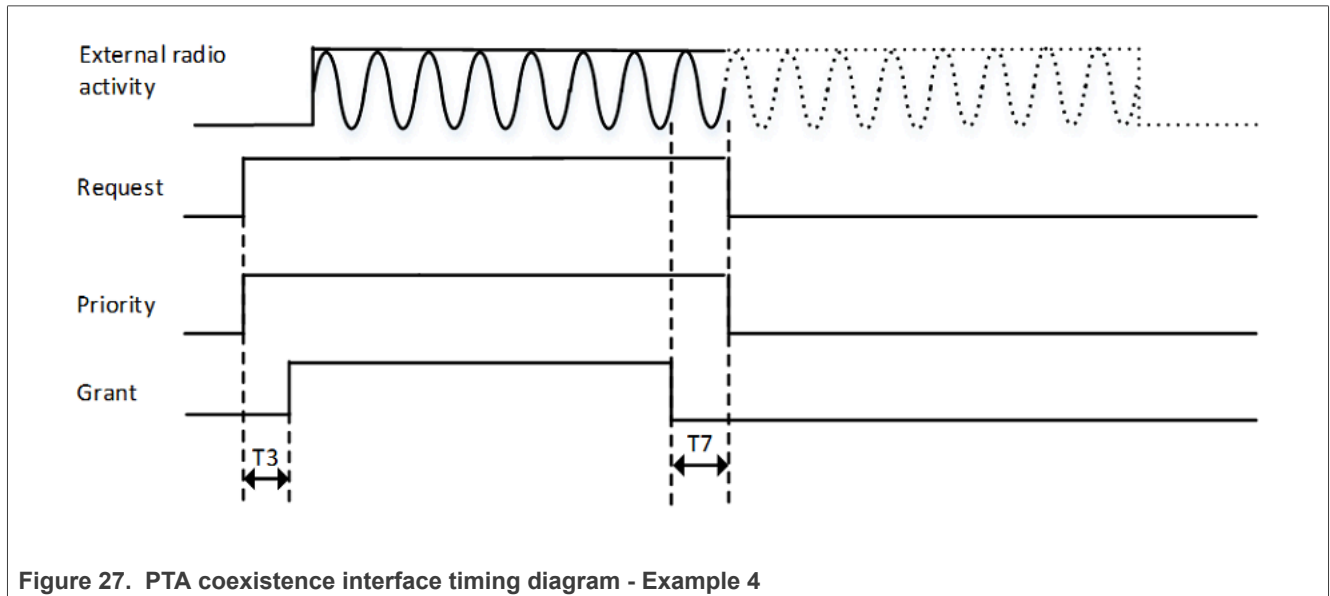 External radio
activity
Request
Priority
Grant
T3
T7
Figure 27. PTA coexistence interface timing diagram - Example 4